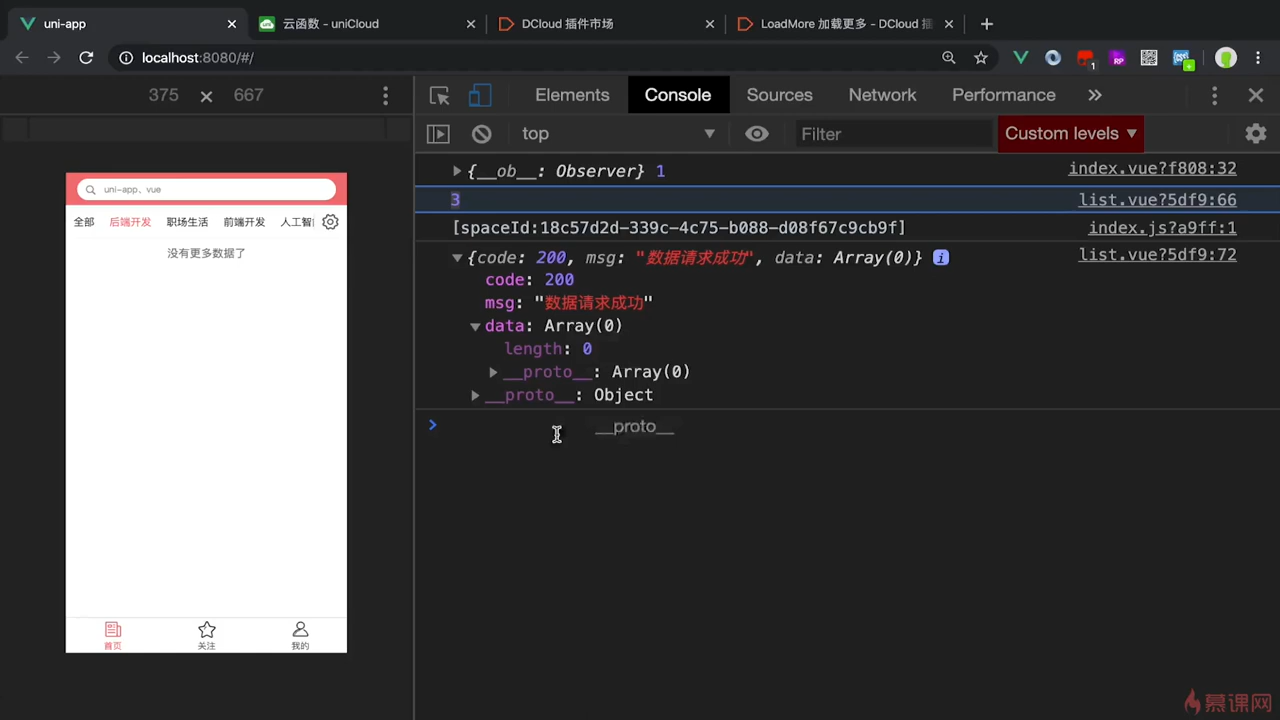 uni-app
云函数 - uniCloud
DCloud 插件市场
LoadMore 加载更多 - DCloud 插
localhost:8080/#/
1
375
667
Elements
Console
Sources
Network
Performance
top
Filter
Custom levels
{__ob__: Observer} 1
index.vue?f808:32
3
list.vue?5df9:66
[spaceId:18c57d2d-339c-4c75-b088-d08f67c9cb9f]
index.js?a9ff:1
{code: 200, msg: "数据请求成功", data: Array(0)}
list.vue?5df9:72
code: 200
msg: "数据请求成功"
data: Array(0)
length: 0
__proto__: Array(0)
__proto__: Object
__proto__
uni-app、vue
全部 后端开发 职场生活 前端开发 人工智
没有更多数据了
首页
关注
我的
慕课网